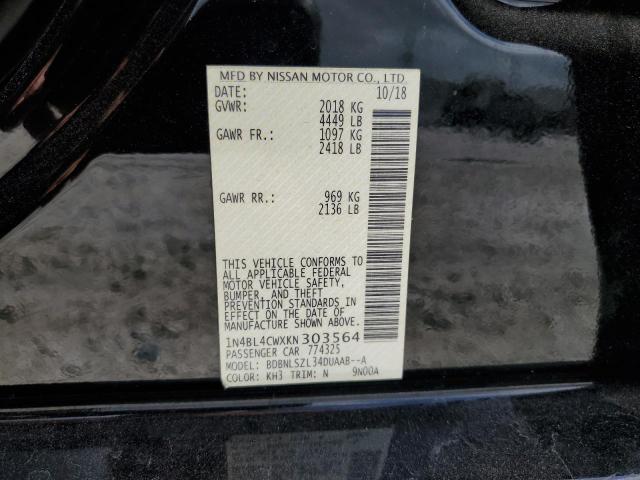 MFD BY NISSAN MOTOR CO., LTD.
DATE: 10/18
GVWR: 2018 KG
4449 LB
GAWR FR.: 1097 KG
2418 LB
GAWR RR.: 969 KG
2136 LB
THIS VEHICLE CONFORMS TO
ALL APPLICABLE FEDERAL
MOTOR VEHICLE SAFETY,
BUMPER, AND THEFT
PREVENTION STANDARDS IN
EFFECT ON THE DATE OF
MANUFACTURE SHOWN ABOVE.
1N4BL4CWXKN303564
PASSENGER CAR 774325
MODEL: BDBNLSZL34DUAAB--A
COLOR: KH3 TRIM: N 9N00A